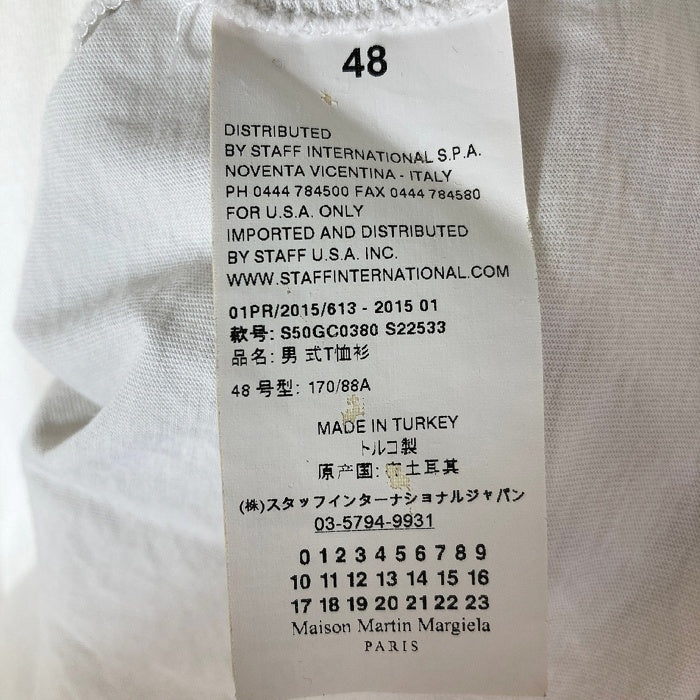 48
DISTRIBUTED
BY STAFF INTERNATIONAL S.P.A.
NOVENTA VICENTINA - ITALY
PH 0444 784500 FAX 0444 784580
FOR U.S.A. ONLY
IMPORTED AND DISTRIBUTED
BY STAFF U.S.A. INC.
WWW.STAFFINTERNATIONAL.COM
01PR/2015/613 - 2015 01
款号: S50GC0380 S22533
品名: 男 式T恤衫
48 号型: 170/88A
MADE IN TURKEY
トルコ製
原产国: 土耳其
(株)スタッフインターナショナルジャパン
03-5794-9931
0 1 2 3 4 5 6 7 8 9
10 11 12 13 14 15 16
17 18 19 20 21 22 23
Maison Martin Margiela
PARIS